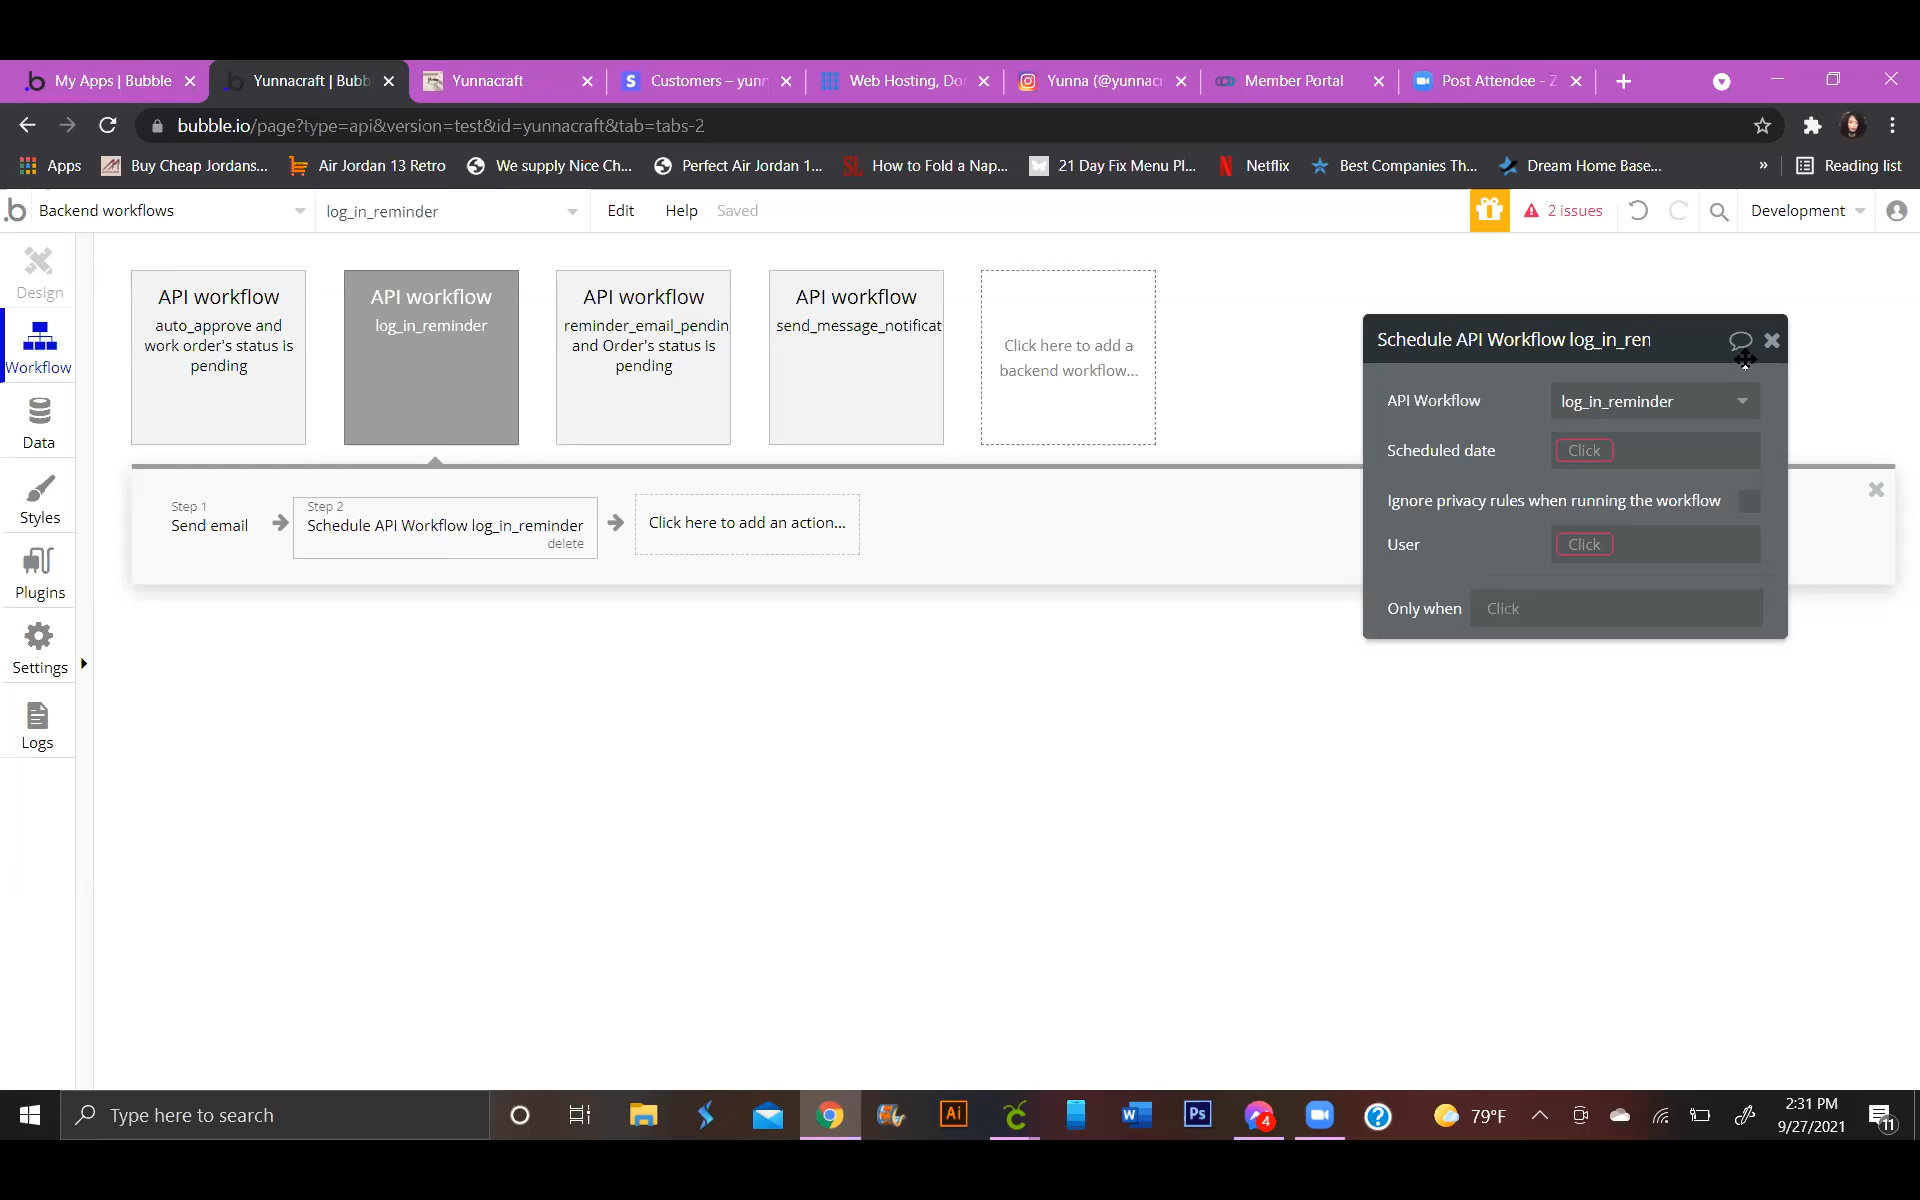 My Apps | Bubble
Yunnacraft | Bubb
Yunnacraft
Customers – yunn
Web Hosting, Do
Yunna (@yunnac
Member Portal
Post Attendee - Z
bubble.io/page?type=api&version=test&id=yunnacraft&tab=tabs-2
Apps
Buy Cheap Jordans...
Air Jordan 13 Retro
We supply Nice Ch...
Perfect Air Jordan 1...
SL
How to Fold a Nap...
21 Day Fix Menu Pl...
Netflix
Best Companies Th...
Dream Home Base...
»
Reading list
.b
Backend workflows
log_in_reminder
Edit
Help
Saved
2 issues
Development
Design
Workflow
Data
Styles
Plugins
Settings
Logs
API workflow
auto_approve and
work order's status is
pending
API workflow
log_in_reminder
API workflow
reminder_email_pendin
and Order's status is
pending
API workflow
send_message_notificat
Click here to add a
backend workflow...
Step 1
Send email
Step 2
Schedule API Workflow log_in_reminder
delete
Click here to add an action...
Schedule API Workflow log_in_ren
API Workflow
log_in_reminder
Scheduled date
Click
Ignore privacy rules when running the workflow
User
Click
Only when
Click
Type here to search
Ai
W
Ps
4
?
79°F
2:31 PM
9/27/2021
11